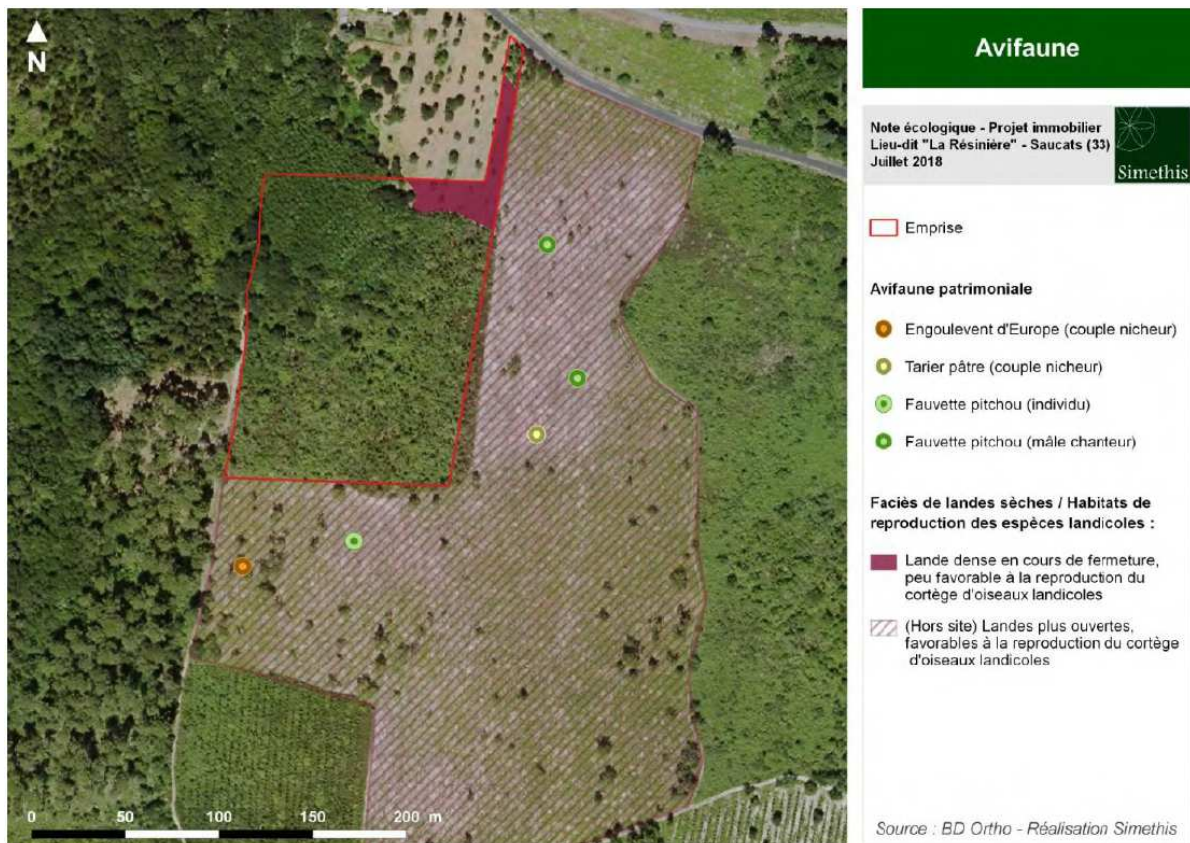 N
0 50 100 150 200 m
Avifaune
Note écologique - Projet immobilier
Lieu-dit "La Résinière" - Saucats (33)
Juillet 2018
Simethis
Emprise
Avifaune patrimoniale
Engoulevent d'Europe (couple nicheur)
Tarier pâtre (couple nicheur)
Fauvette pitchou (individu)
Fauvette pitchou (mâle chanteur)
Faciès de landes sèches / Habitats de
reproduction des espèces landicoles :
Lande dense en cours de fermeture,
peu favorable à la reproduction du
cortège d'oiseaux landicoles
(Hors site) Landes plus ouvertes,
favorables à la reproduction du cortège
d'oiseaux landicoles
Source : BD Ortho - Réalisation Simethis